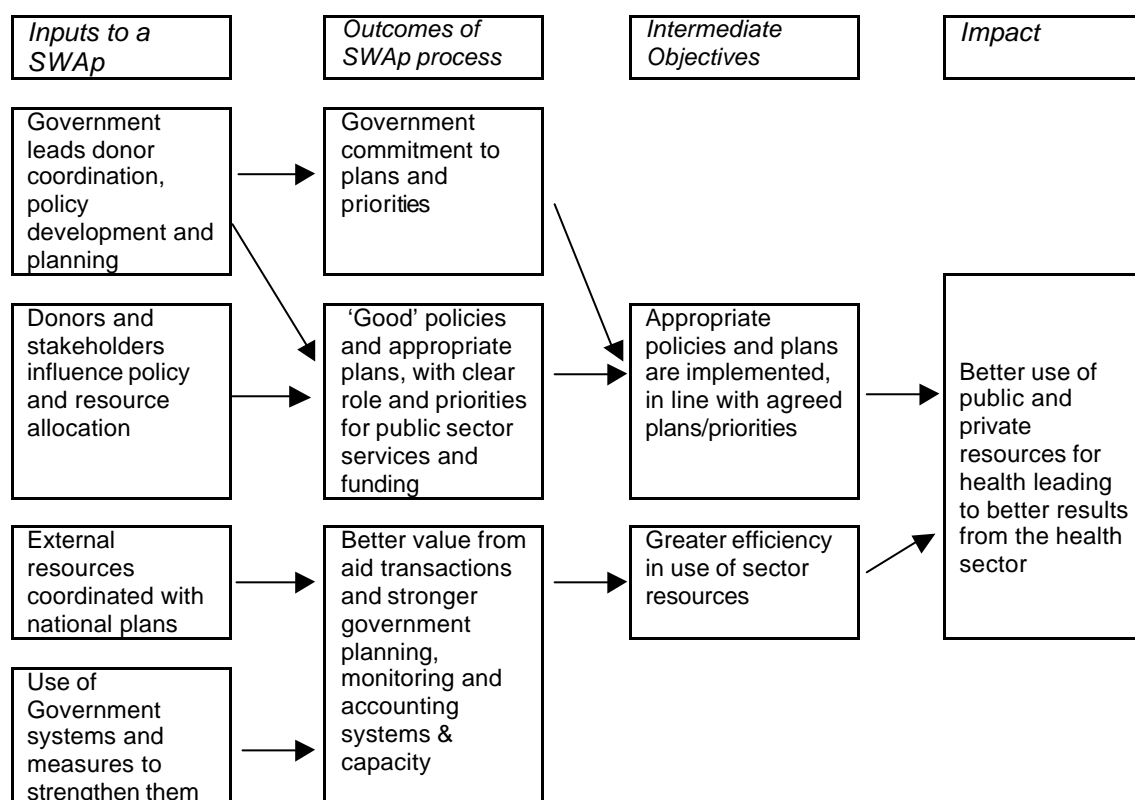 Inputs to a
SWAp
Outcomes of
SWAp process
Intermediate
Objectives
Impact
Government
leads donor
coordination,
policy
development and
planning
Government
commitment to
plans and
priorities
Donors and
stakeholders
influence policy
and resource
allocation
‘Good’ policies
and appropriate
plans, with clear
role and priorities
for public sector
services and
funding
Appropriate
policies and plans
are implemented,
in line with agreed
plans/priorities
Better use of
public and
private
resources for
health leading
to better results
from the health
sector
External
resources
coordinated with
national plans
Better value from
aid transactions
and stronger
government
planning,
monitoring and
accounting
systems &
capacity
Greater efficiency
in use of sector
resources
Use of
Government
systems and
measures to
strengthen them